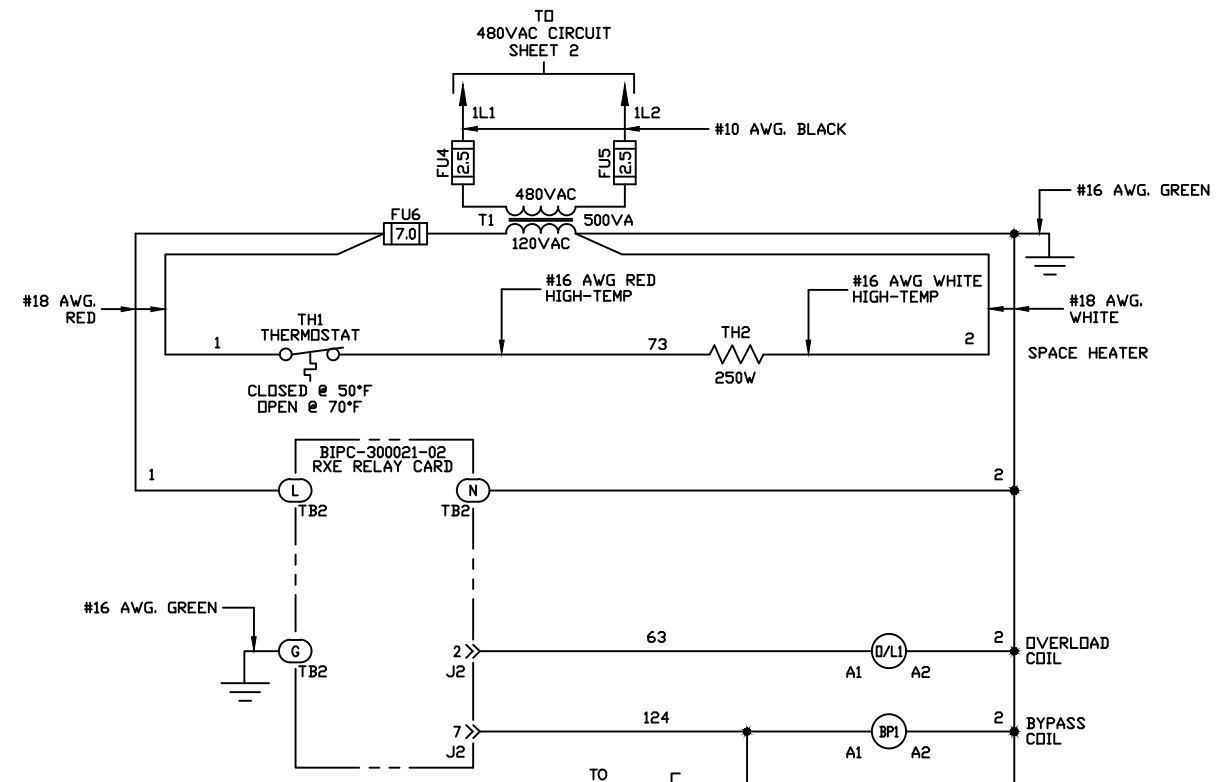 TO
480VAC CIRCUIT
SHEET 2
1L1
1L2
#10 AWG. BLACK
FU4
2.5
FU5
2.5
#16 AWG. GREEN
480VAC
FU6
7.0
T1
500VA
120VAC
#16 AWG RED
HIGH-TEMP
#16 AWG WHITE
HIGH-TEMP
#18 AWG.
RED
#18 AWG.
WHITE
TH1
THERMOSTAT
1
73
TH2
250W
2
SPACE HEATER
CLOSED @ 50°F
OPEN @ 70°F
BIPC-300021-02
RXE RELAY CARD
1
L
TB2
N
TB2
2
#16 AWG. GREEN
G
TB2
2
J2
63
O/L1
A1
A2
2
OVERLOAD
COIL
7
J2
124
BP1
A1
A2
2
BYPASS
COIL
TO